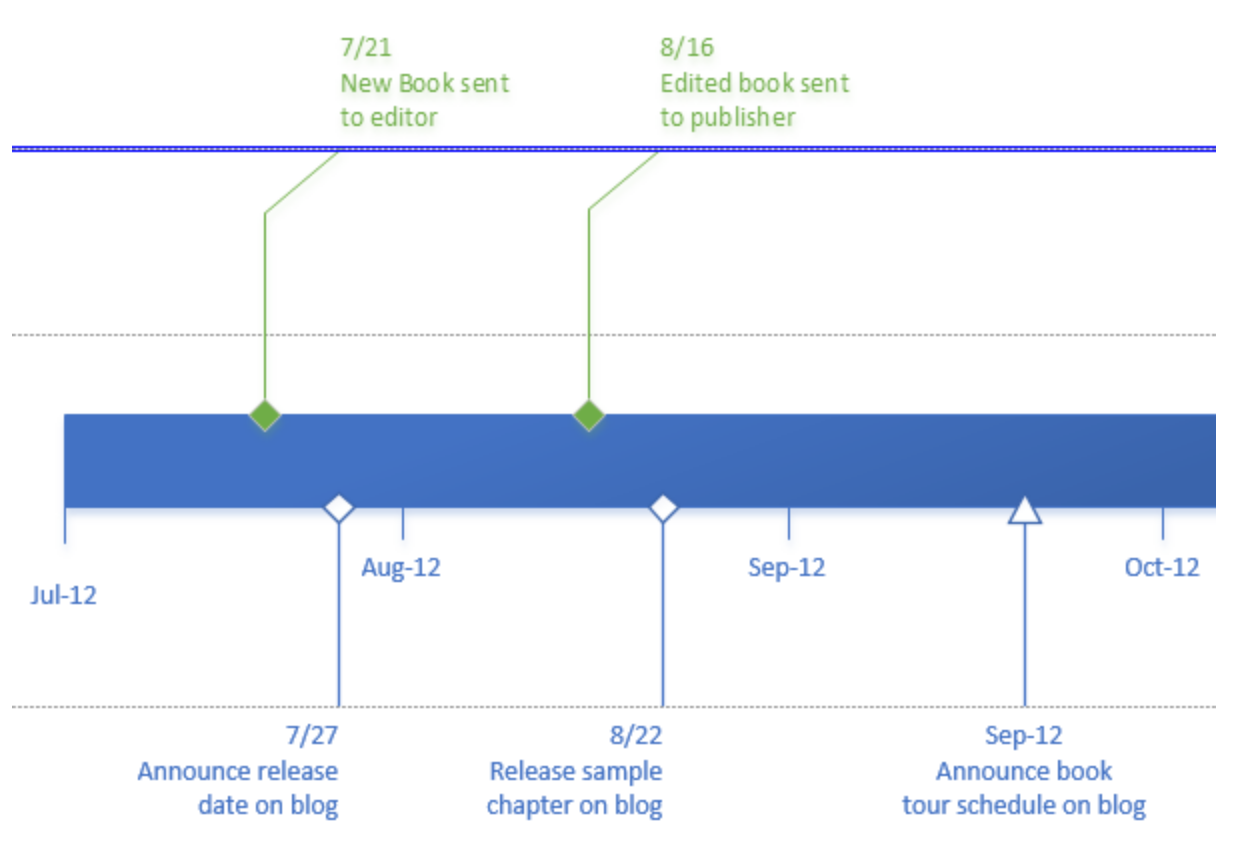 7/21
New Book sent
to editor
8/16
Edited book sent
to publisher
Jul-12
Aug-12
Sep-12
Oct-12
7/27
Announce release
date on blog
8/22
Release sample
chapter on blog
Sep-12
Announce book
tour schedule on blog